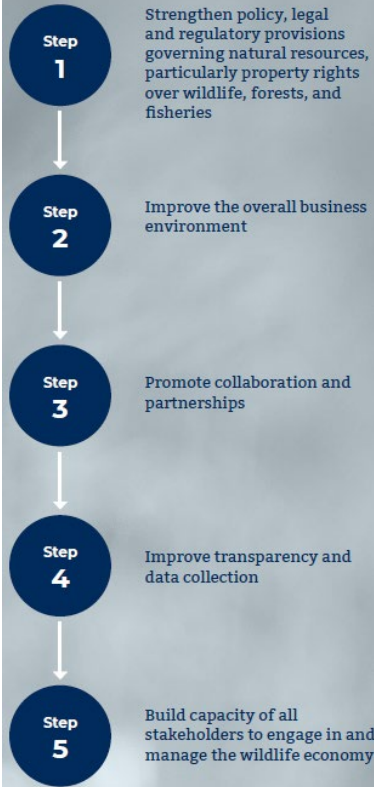 Step
1
Strengthen policy, legal
and regulatory provisions
governing natural resources,
particularly property rights
over wildlife, forests, and
fisheries
Step
2
Improve the overall business
environment
Step
3
Promote collaboration and
partnerships
Step
4
Improve transparency and
data collection
Step
5
Build capacity of all
stakeholders to engage in and
manage the wildlife economy